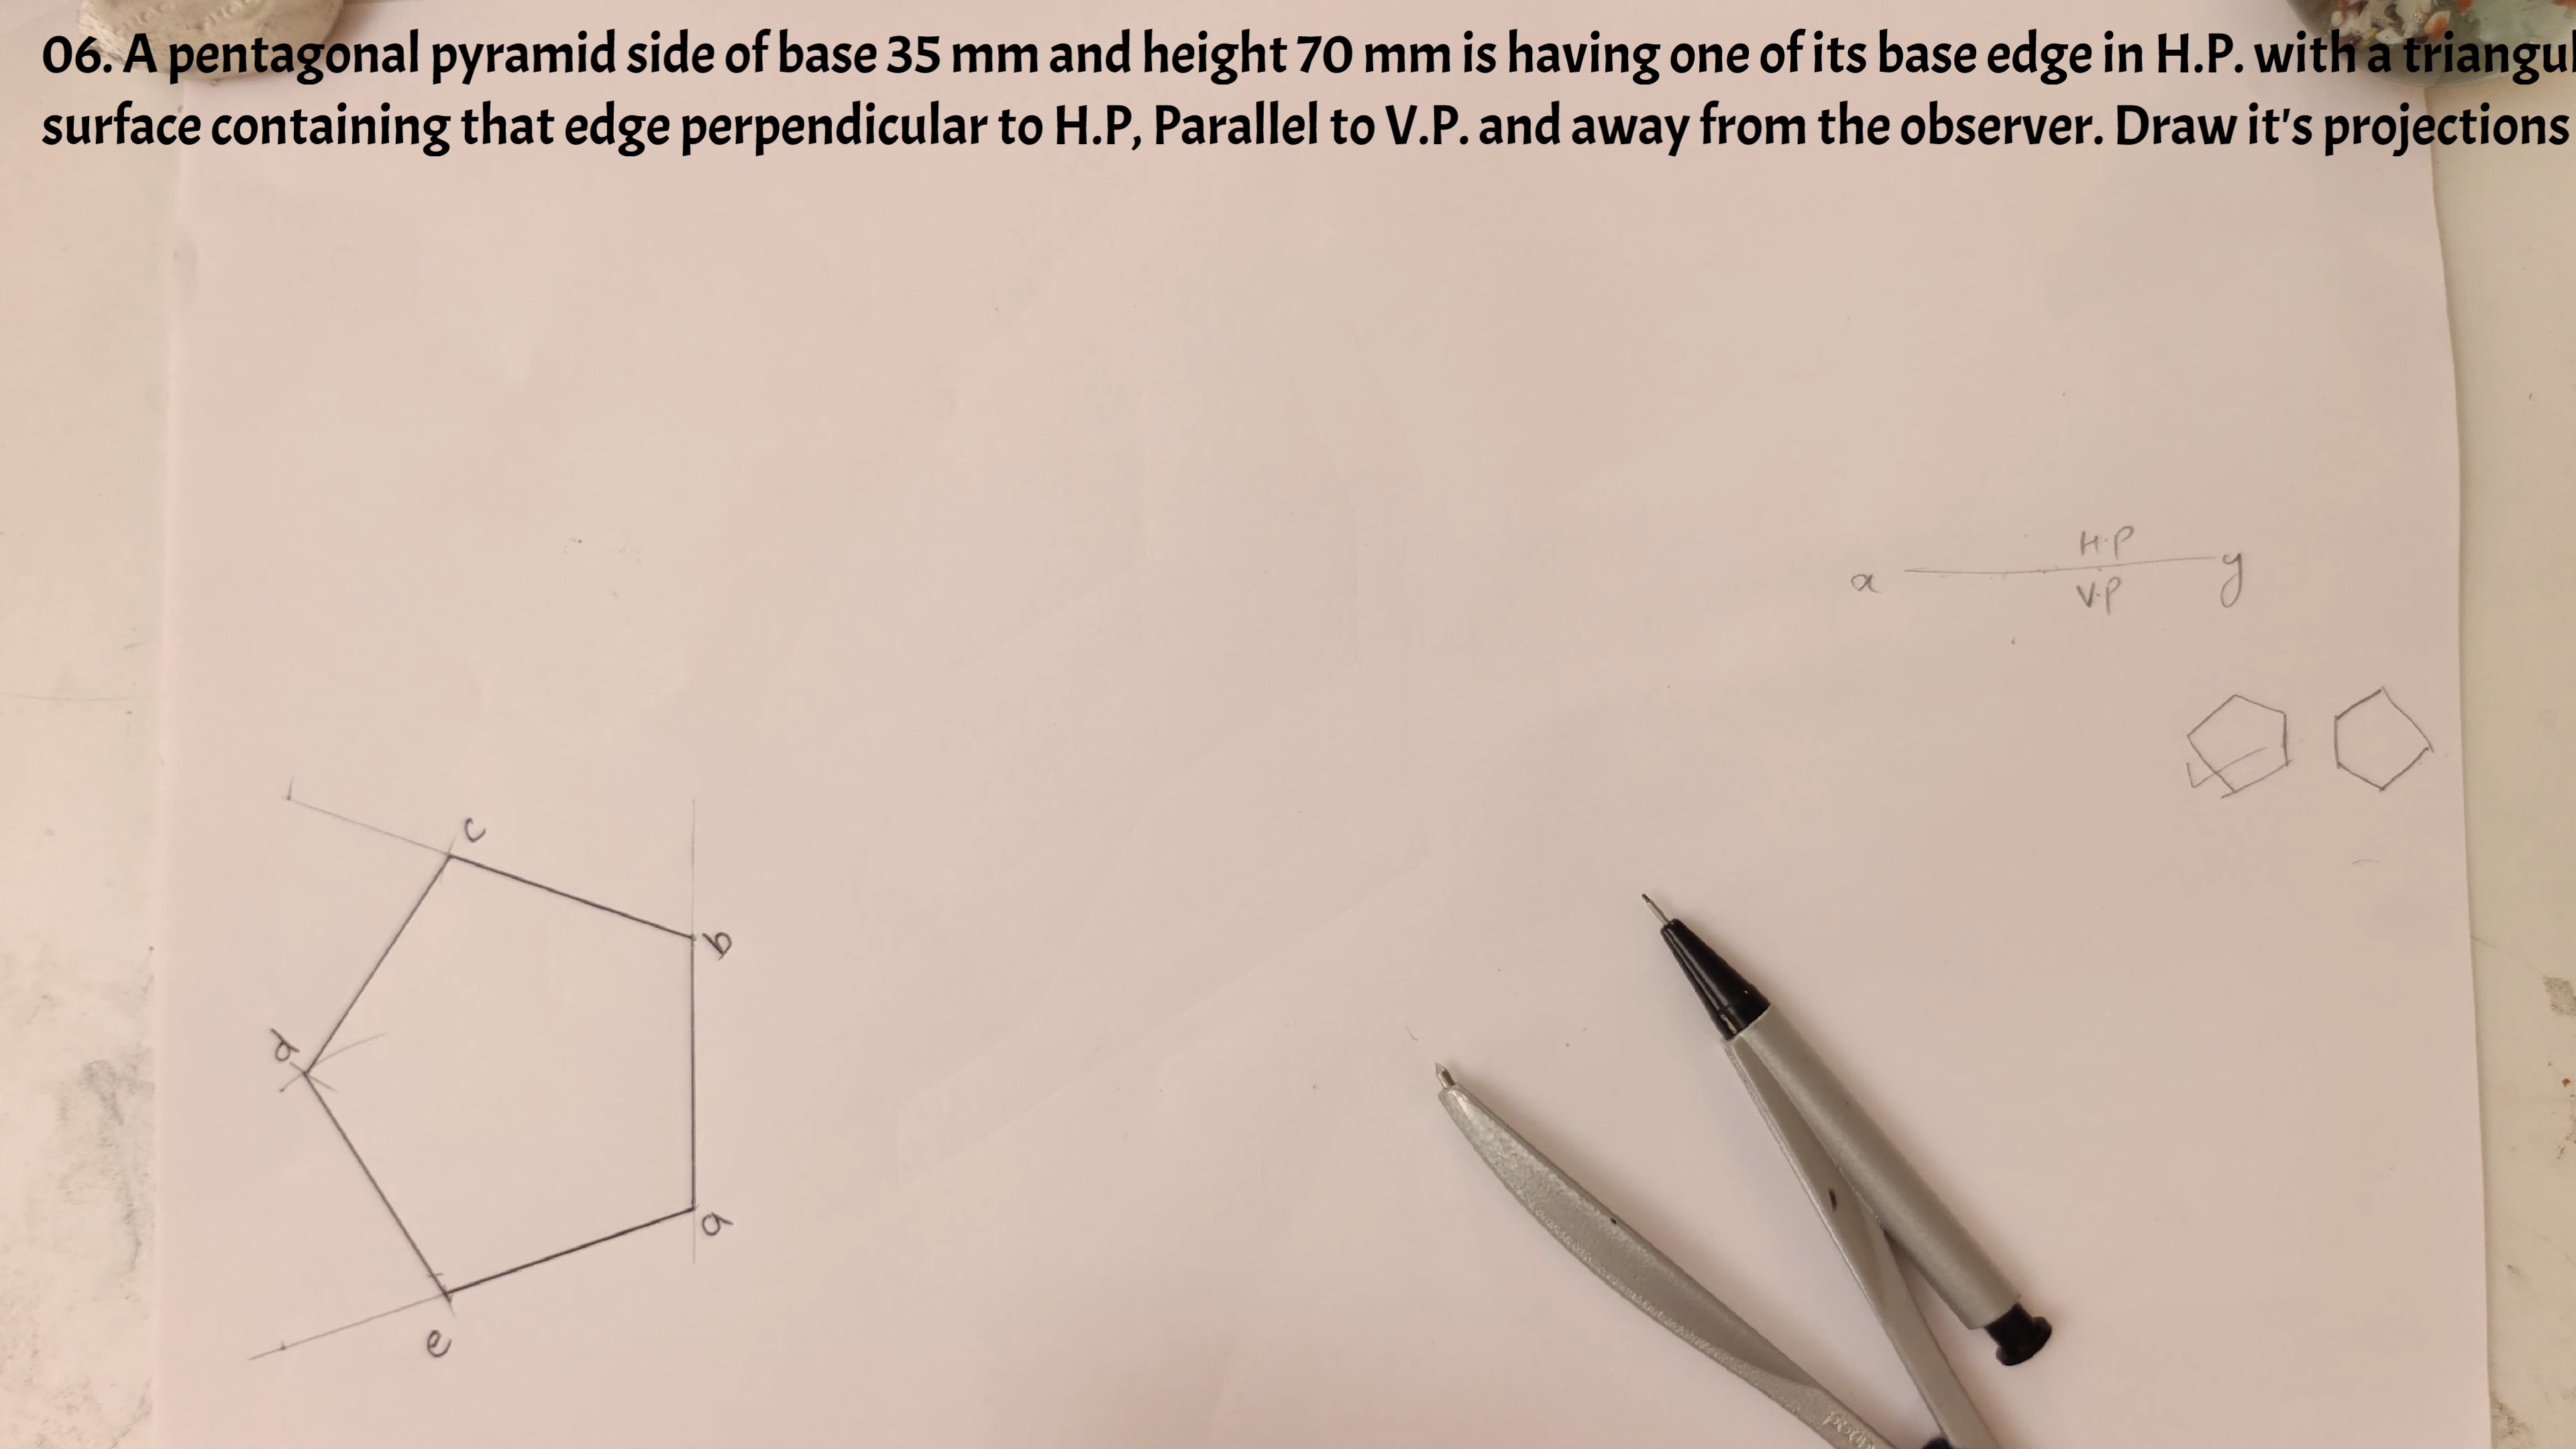 06. A pentagonal pyramid side of base 35 mm and height 70 mm is having one of its base edge in H.P. with a
surface containing that edge perpendicular to H.P, Parallel to V.P. and away from the observer. Draw it's projections
H.P
x y
V.P
c
b
d
a
e